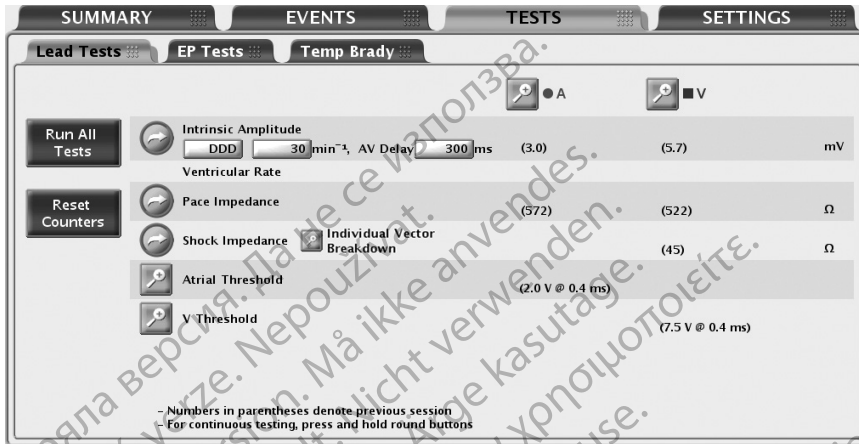 SUMMARY EVENTS TESTS SETTINGS
Lead Tests EP Tests Temp Brady
A V
Run All Tests
Intrinsic Amplitude
DDD 30 min⁻¹, AV Delay 300 ms (3.0) (5.7) mV
Ventricular Rate
Reset Counters
Pace Impedance (572) (522) Ω
Shock Impedance Individual Vector Breakdown (45) Ω
Atrial Threshold (2.0 V @ 0.4 ms)
V Threshold (7.5 V @ 0.4 ms)
- Numbers in parentheses denote previous session
- For continuous testing, press and hold round buttons
версия. Да не се използва.
verze. Nepoužívat.
version. Må ikke anvendes.
Nicht verwenden.
Ärge kasutage.
χρησιμοποιείτε.
use.